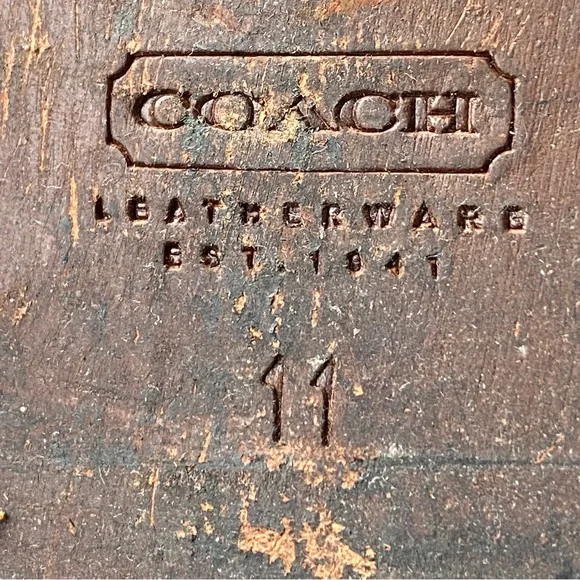 COACH
LEATHERWARE
EST. 1941
11